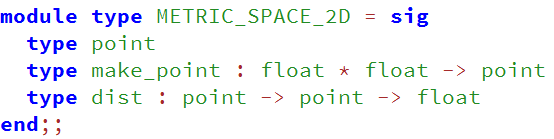 module type METRIC_SPACE_2D = sig
  type point
  type make_point : float * float -> point
  type dist : point -> point -> float
end;;